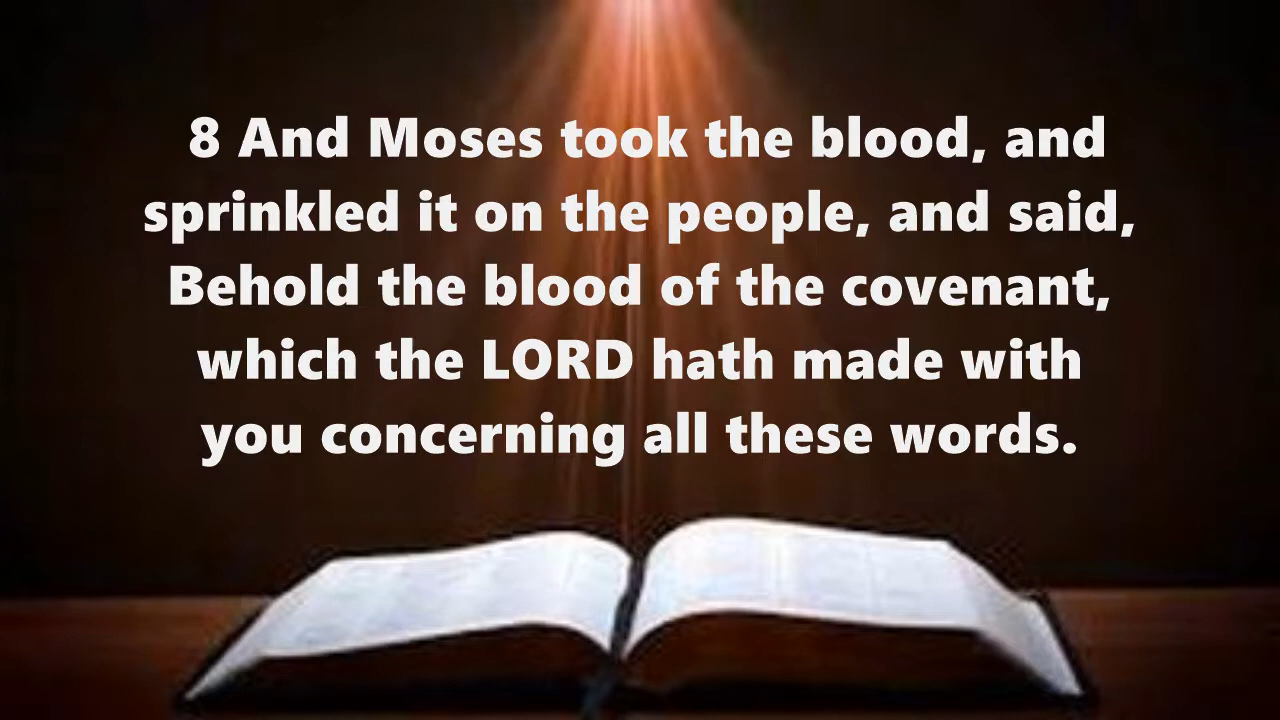 8 And Moses took the blood, and
sprinkled it on the people, and said,
Behold the blood of the covenant,
which the LORD hath made with
you concerning all these words.